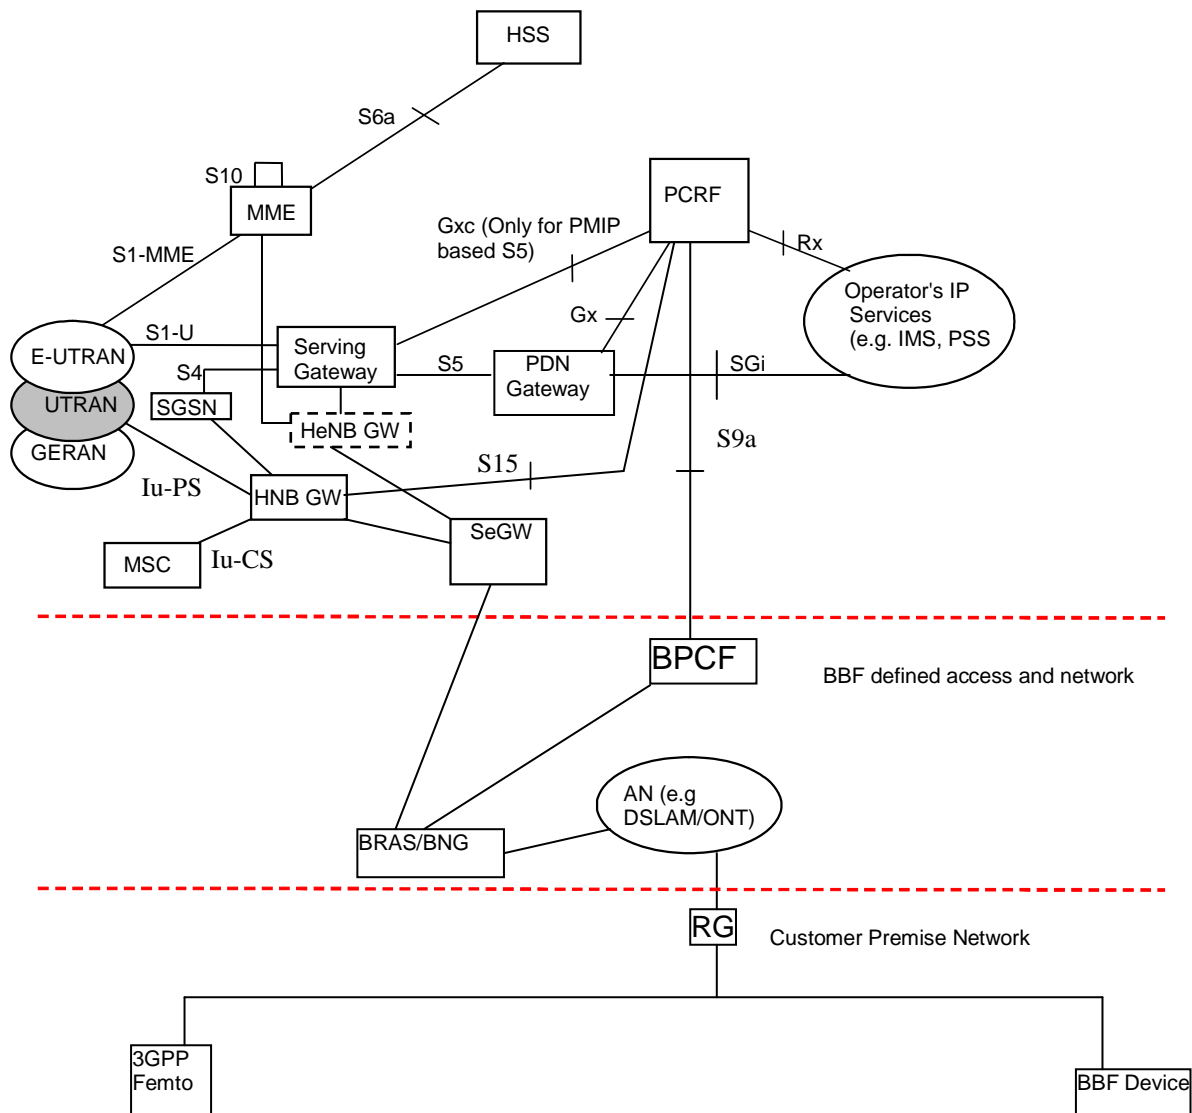 HSS
S6a
S10
MME
PCRF
Gxc (Only for PMIP
based S5)
Rx
S1-MME
Operator's IP
Services
(e.g. IMS, PSS
Gx
S1-U
E-UTRAN
Serving
Gateway
S5
PDN
Gateway
SGi
S4
UTRAN
SGSN
HeNB GW
S9a
GERAN
S15
Iu-PS
HNB GW
SeGW
MSC
Iu-CS
BPCF
BBF defined access and network
AN (e.g
DSLAM/ONT)
BRAS/BNG
RG
Customer Premise Network
3GPP
Femto
BBF Device